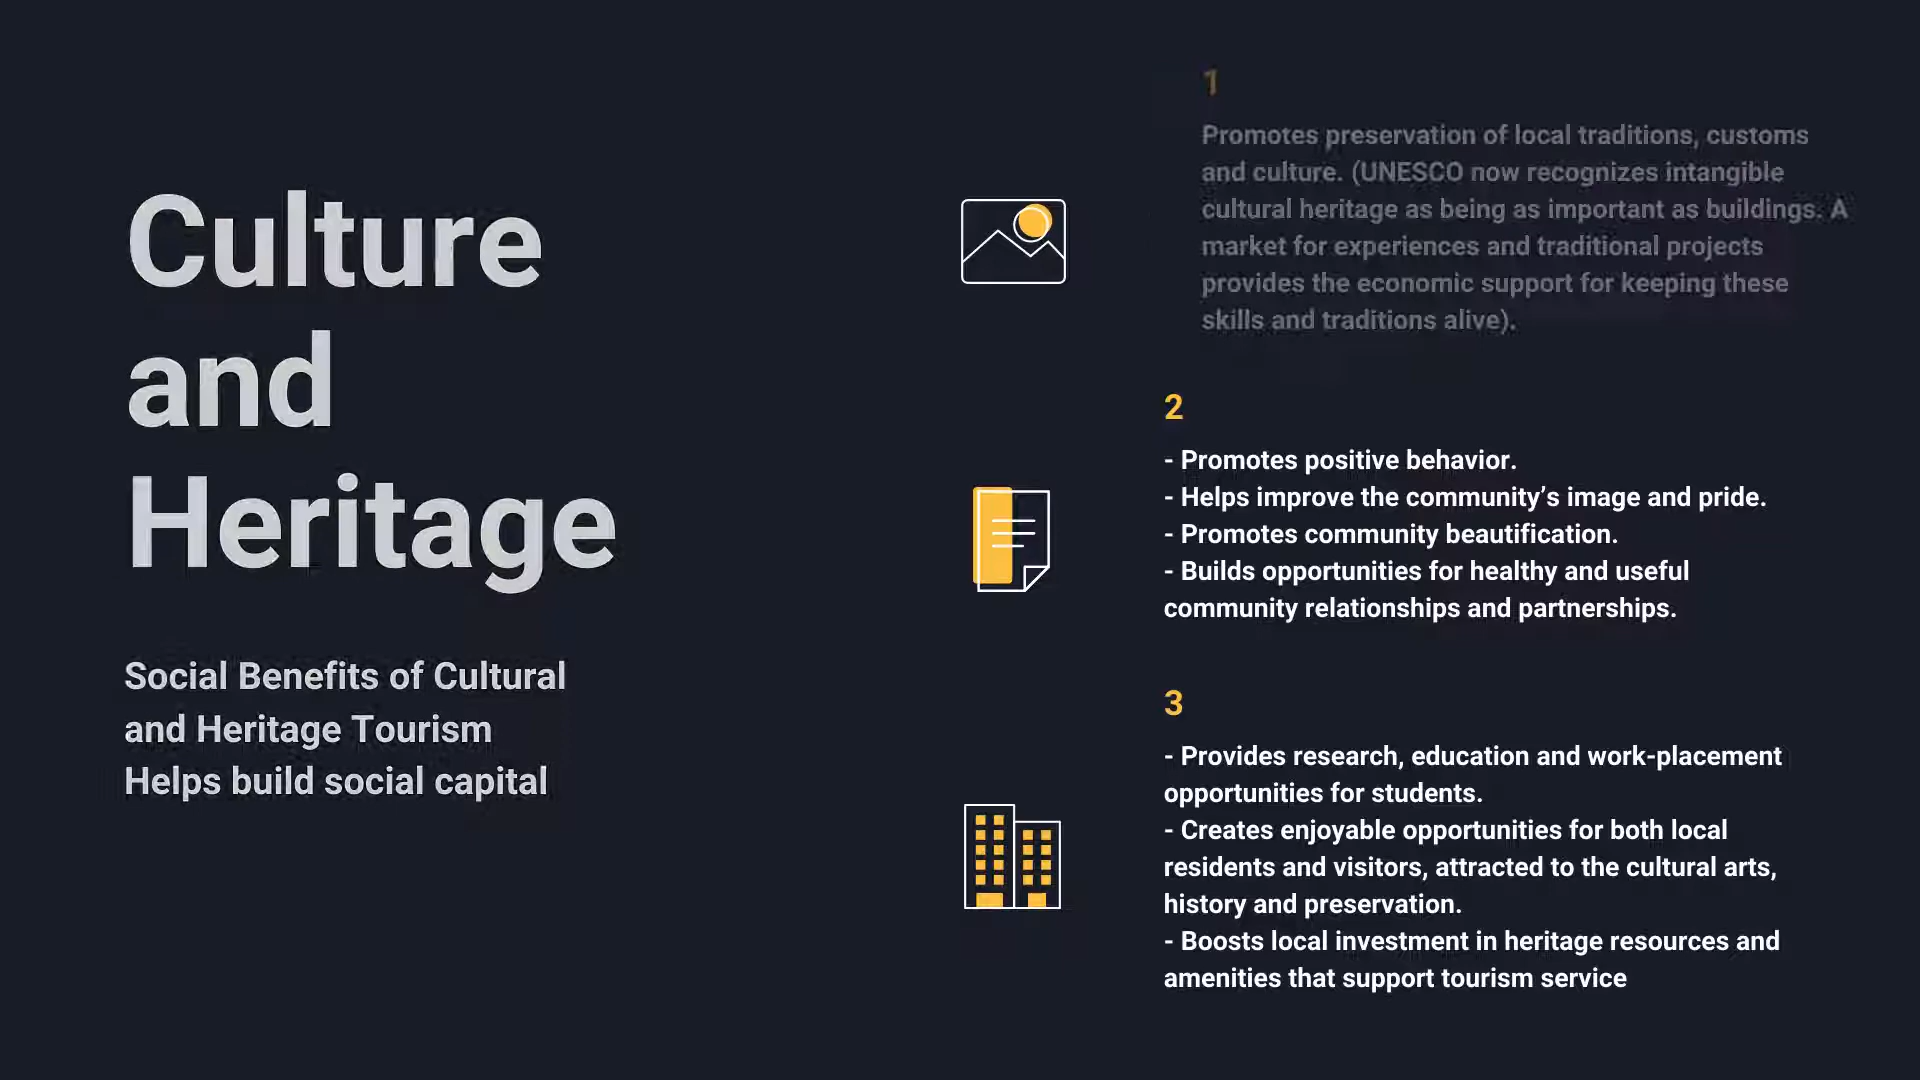 Culture
and
Heritage
Social Benefits of Cultural
and Heritage Tourism
Helps build social capital
1
Promotes preservation of local traditions, customs
and culture. (UNESCO now recognizes intangible
cultural heritage as being as important as buildings. A
market for experiences and traditional projects
provides the economic support for keeping these
skills and traditions alive).
2
- Promotes positive behavior.
- Helps improve the community’s image and pride.
- Promotes community beautification.
- Builds opportunities for healthy and useful
community relationships and partnerships.
3
- Provides research, education and work-placement
opportunities for students.
- Creates enjoyable opportunities for both local
residents and visitors, attracted to the cultural arts,
history and preservation.
- Boosts local investment in heritage resources and
amenities that support tourism service